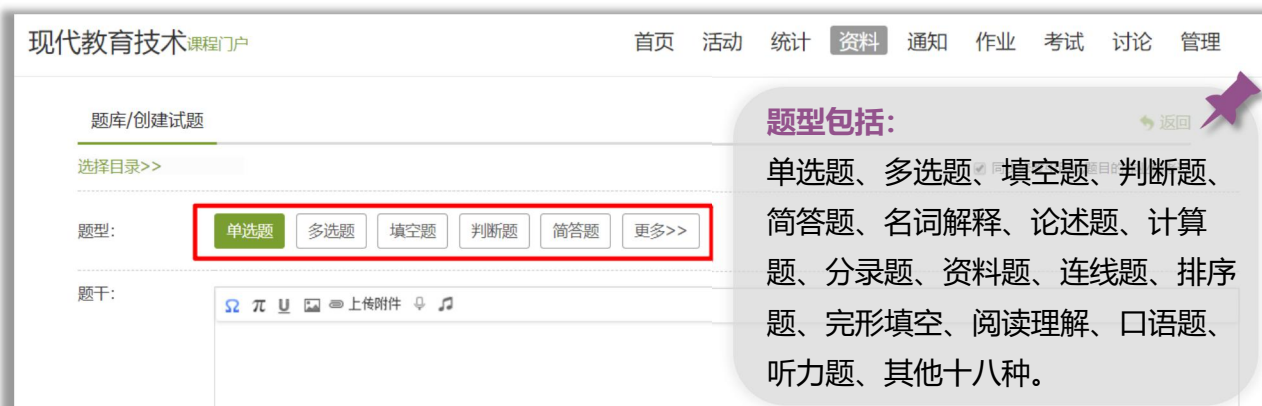 现代教育技术课程门户
首页 活动 统计 资料 通知 作业 考试 讨论 管理
题库/创建试题
返回
选择目录>>
题型:
单选题 多选题 填空题 判断题 简答题 更多>>
题干:
Ω π U 上传附件
题型包括：
单选题、多选题、填空题、判断题、
简答题、名词解释、论述题、计算
题、分录题、资料题、连线题、排序
题、完形填空、阅读理解、口语题、
听力题、其他十八种。